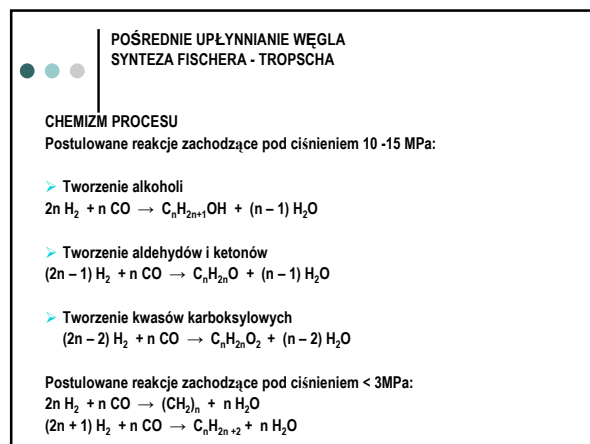 POŚREDNIE UPŁYNNIANIE WĘGLA
SYNTEZA FISCHERA - TROPSCHA
CHEMIZM PROCESU
Postulowane reakcje zachodzące pod ciśnieniem 10 -15 MPa:
➢ Tworzenie alkoholi
2n H₂ + n CO → CₙH₂ₙ₊₁OH + (n – 1) H₂O
➢ Tworzenie aldehydów i ketonów
(2n – 1) H₂ + n CO → CₙH₂ₙO + (n – 1) H₂O
➢ Tworzenie kwasów karboksylowych
(2n – 2) H₂ + n CO → CₙH₂ₙO₂ + (n – 2) H₂O
Postulowane reakcje zachodzące pod ciśnieniem < 3MPa:
2n H₂ + n CO → (CH₂)ₙ + n H₂O
(2n + 1) H₂ + n CO → CₙH₂ₙ ₊₂ + n H₂O